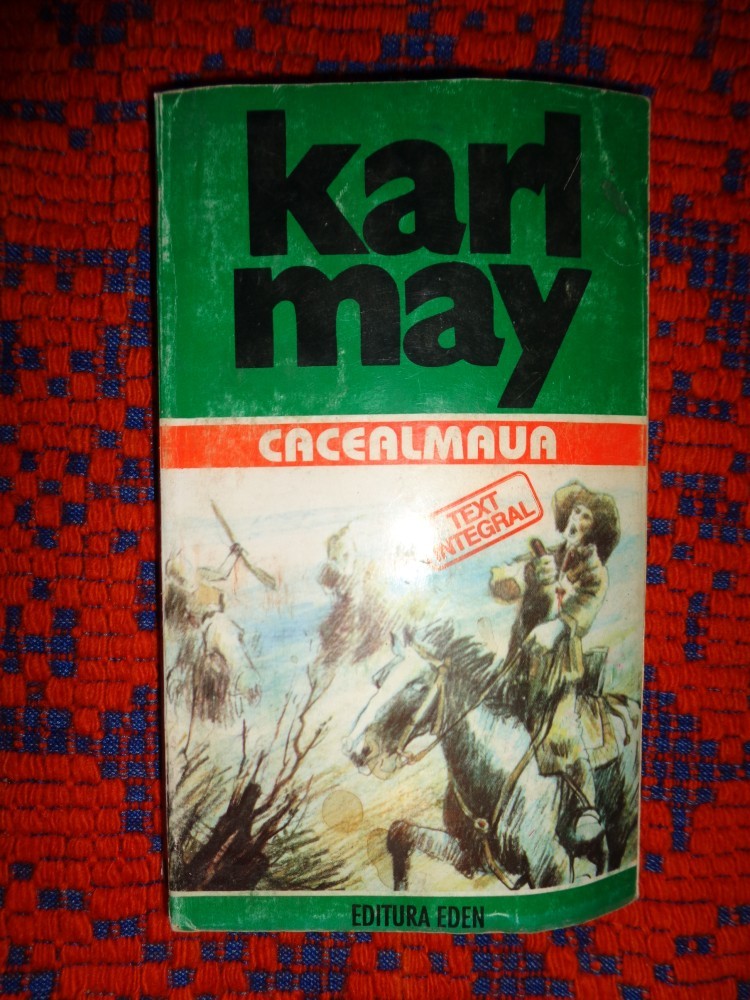 karl
may
CACEALMAUA
TEXT
INTEGRAL
EDITURA EDEN